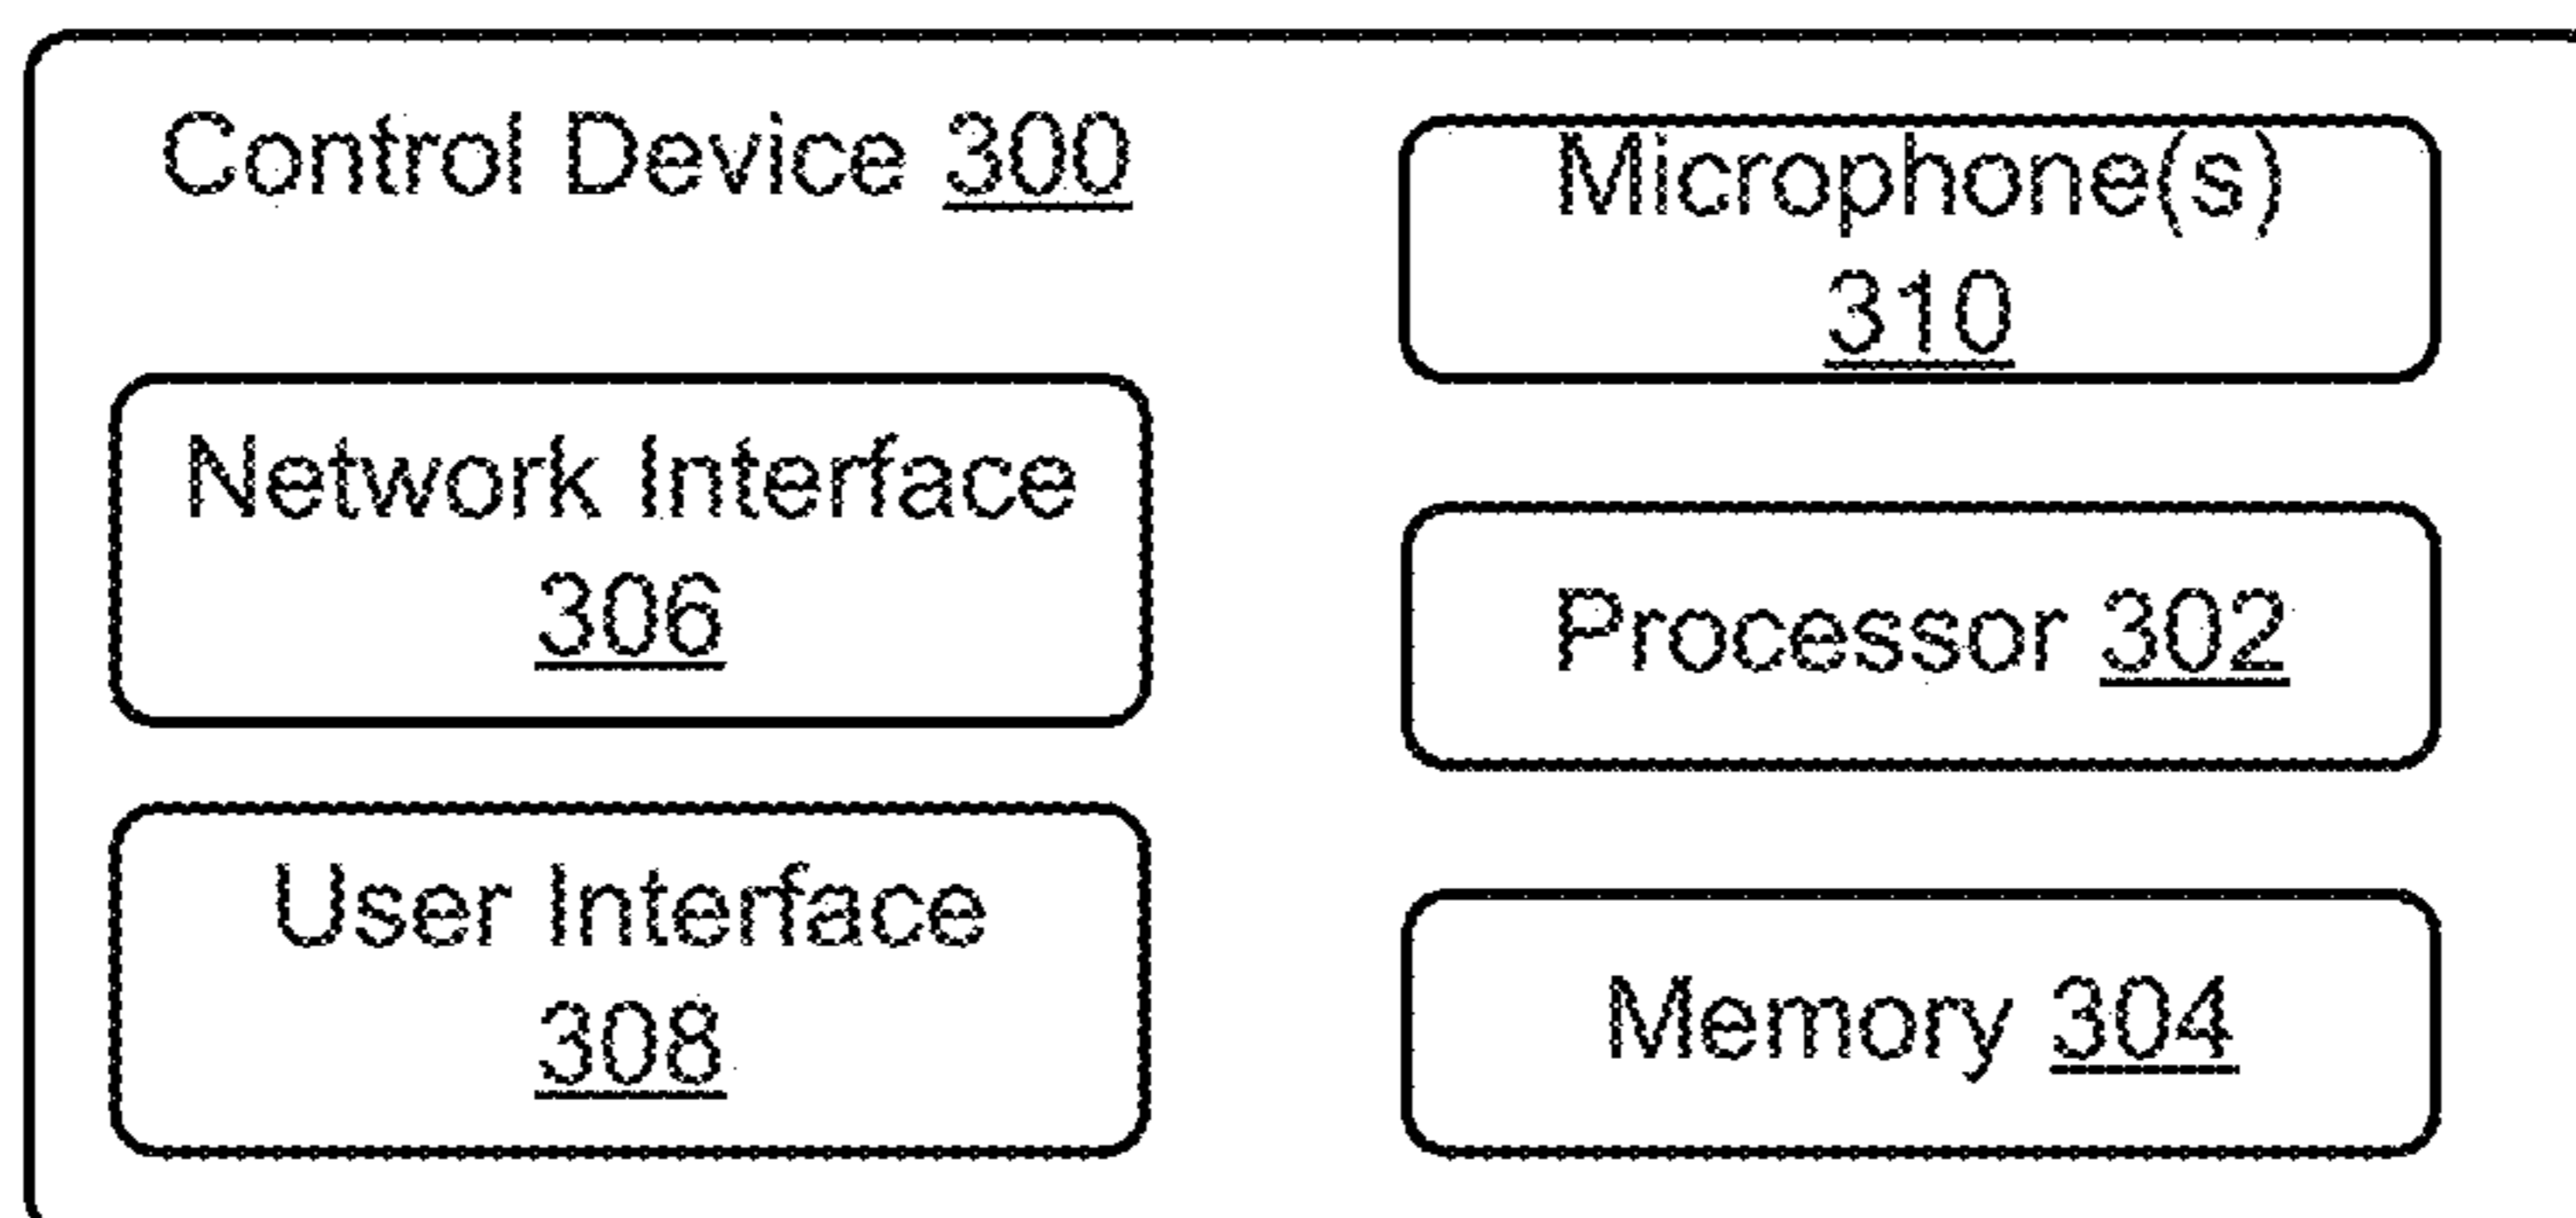 Control Device 300
Network Interface
306
User Interface
308
Microphone(s)
310
Processor 302
Memory 304